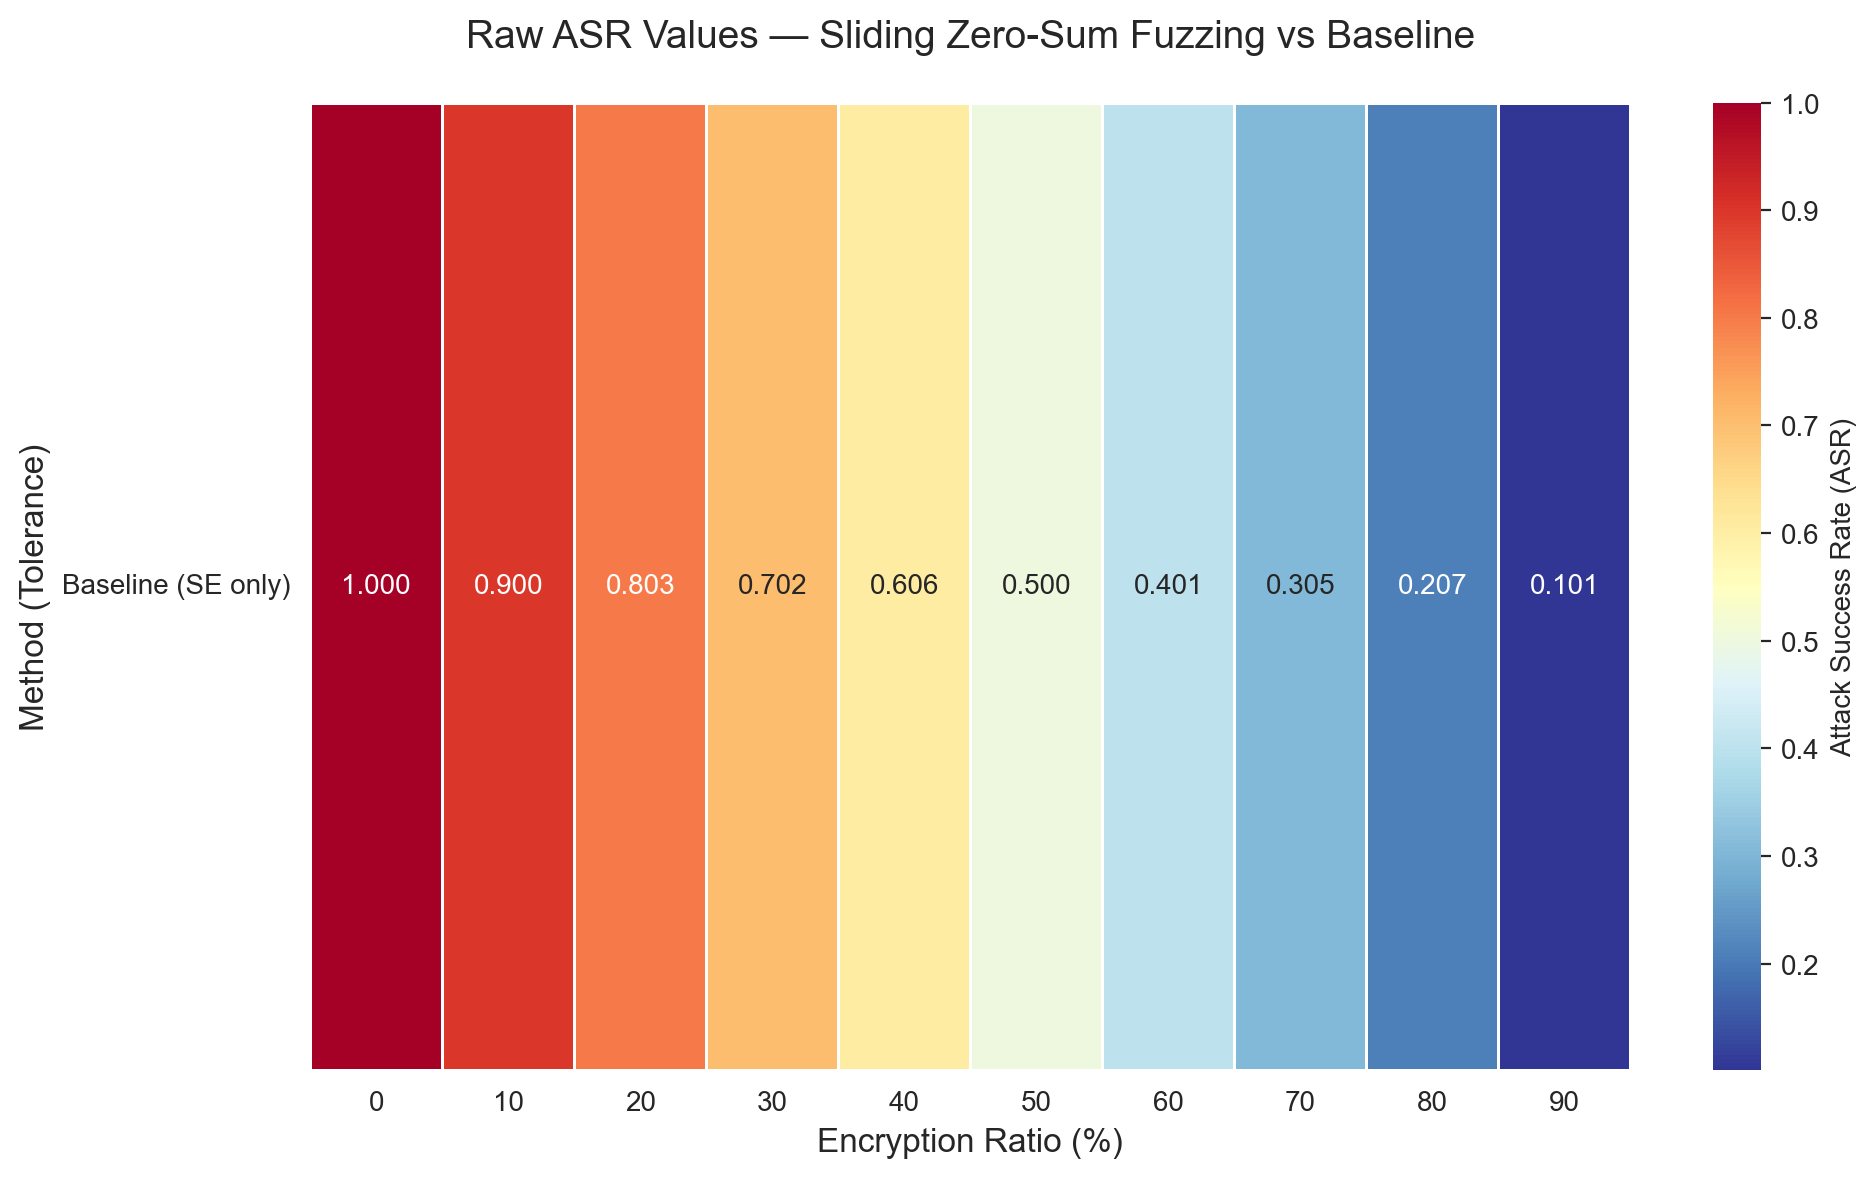 Raw ASR Values — Sliding Zero-Sum Fuzzing vs Baseline
Method (Tolerance)
Baseline (SE only)
1.000 0.900 0.803 0.702 0.606 0.500 0.401 0.305 0.207 0.101
0 10 20 30 40 50 60 70 80 90
Encryption Ratio (%)
1.0
0.9
0.8
0.7
0.6
0.5
0.4
0.3
0.2
Attack Success Rate (ASR)